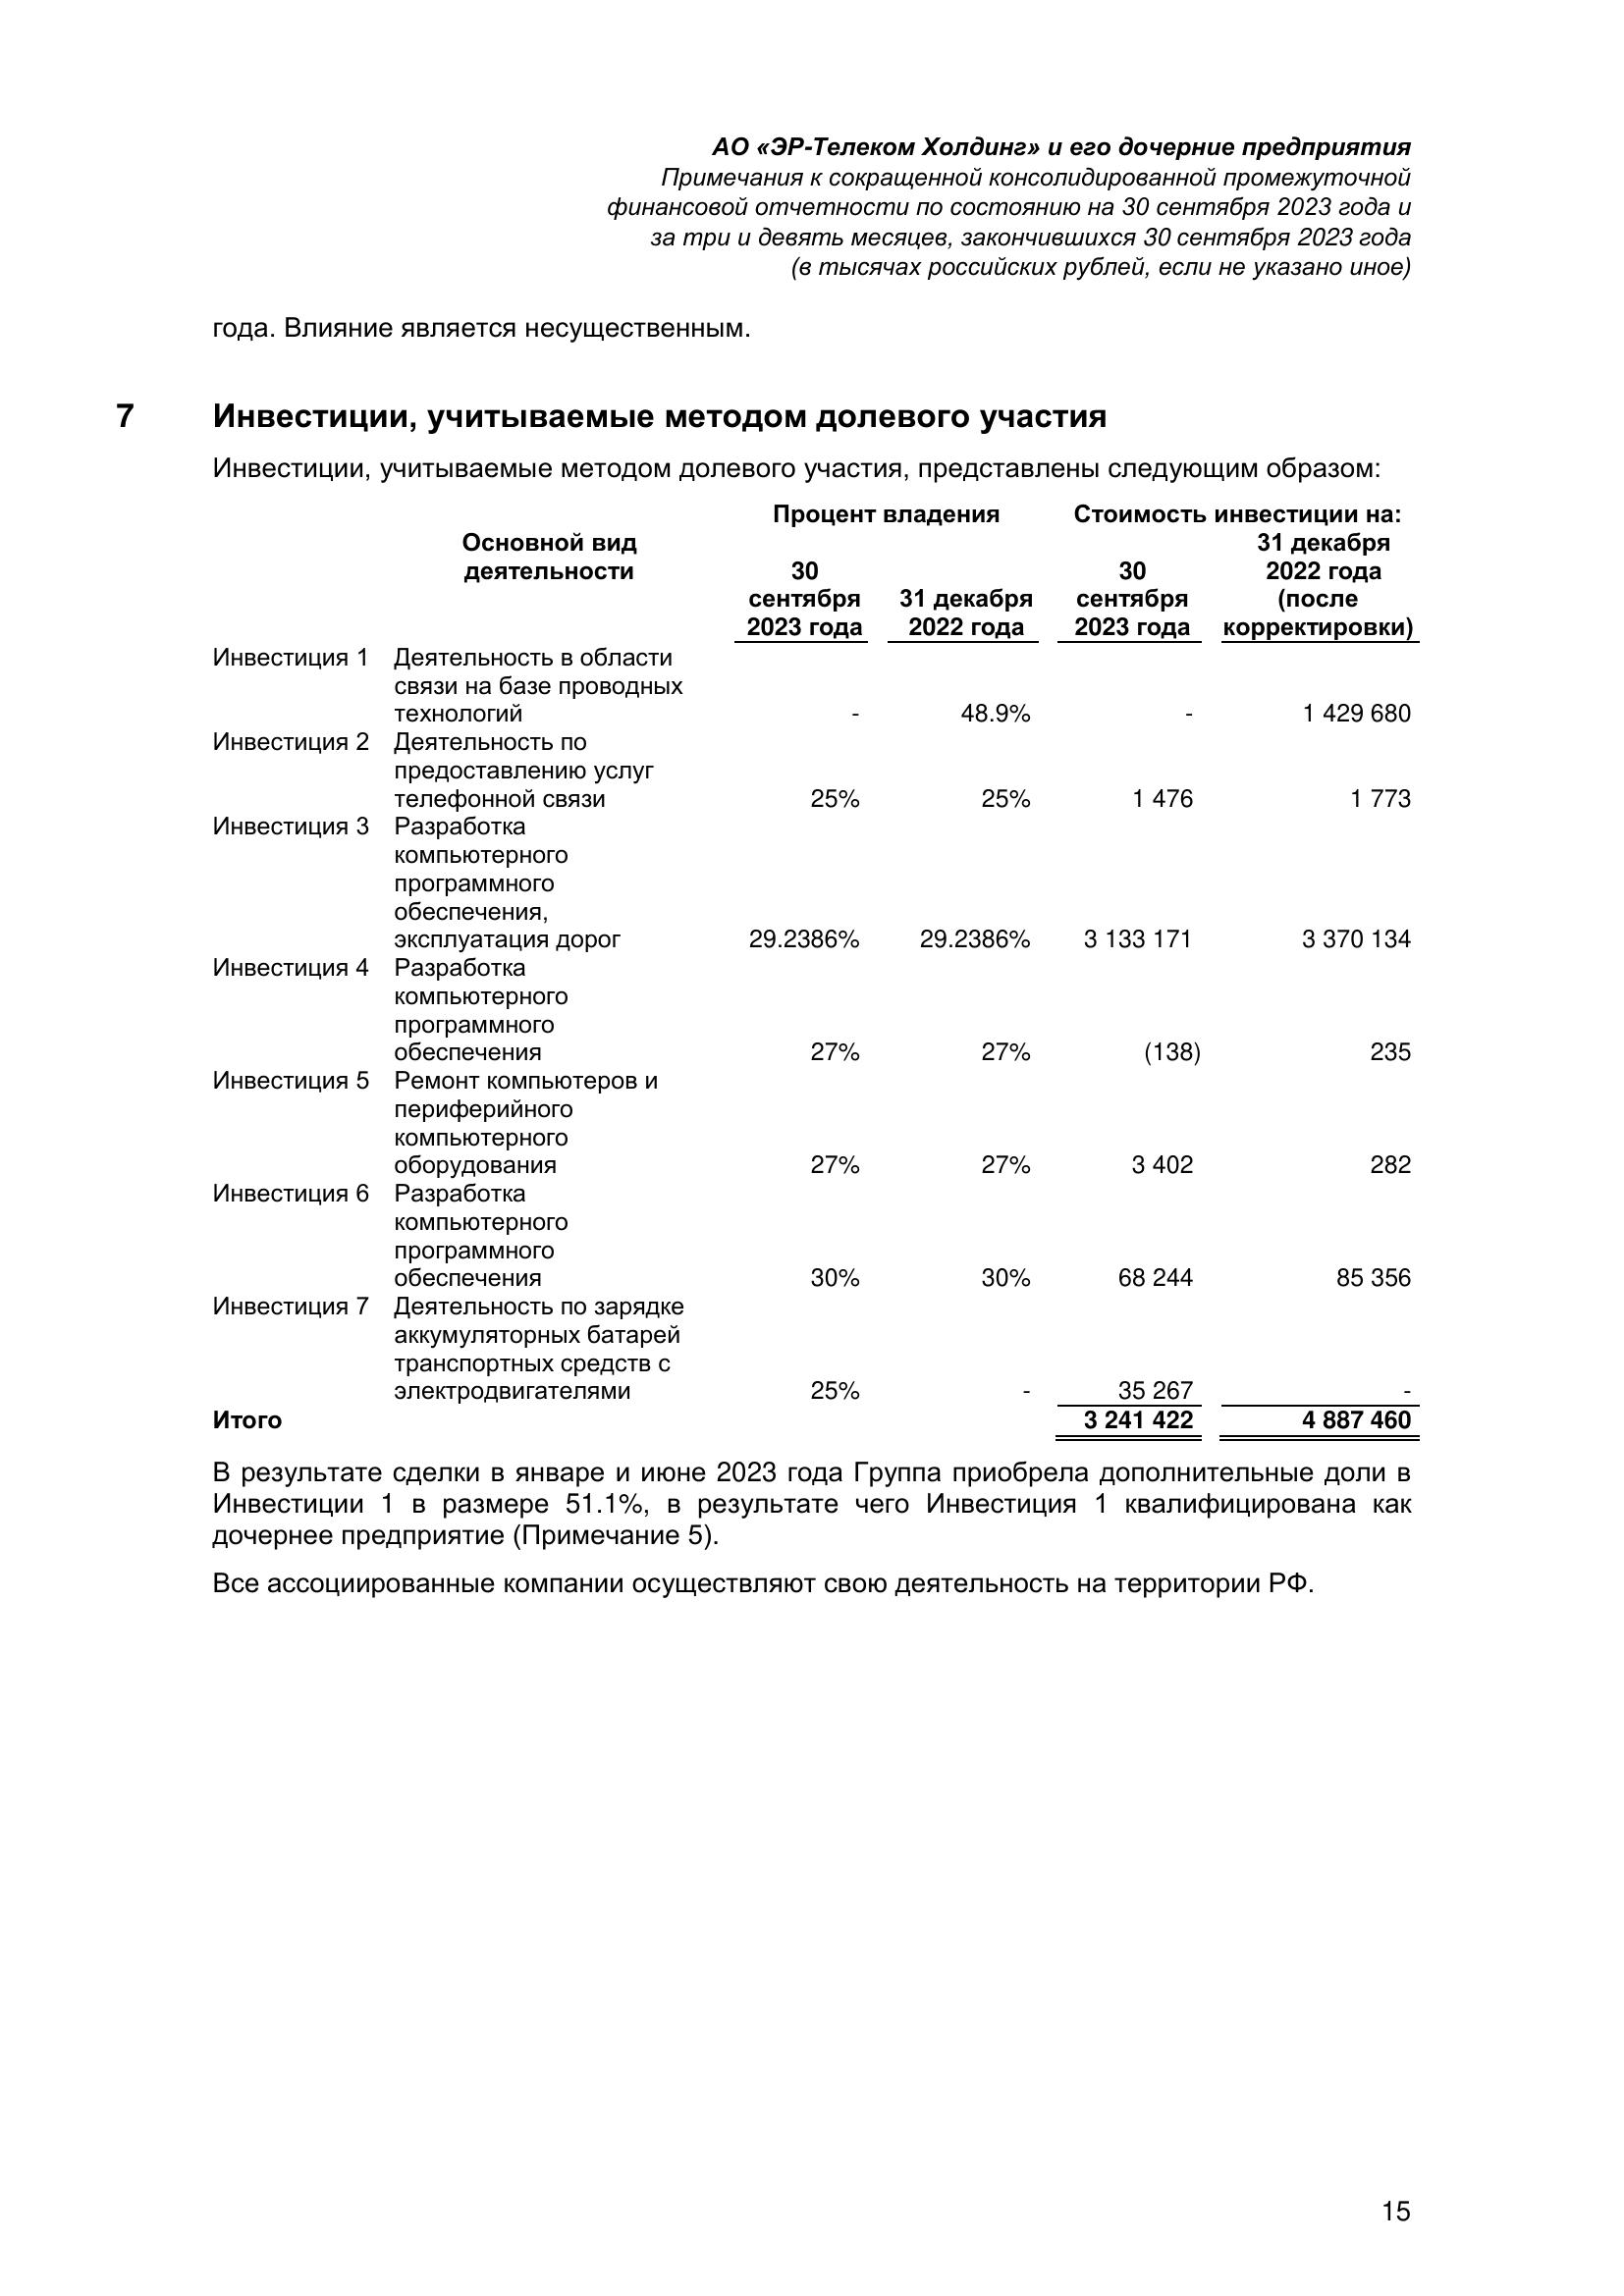 АО «ЭР-Телеком Холдинг» и его дочерние предприятия
Примечания к сокращенной консолидированной промежуточной
финансовой отчетности по состоянию на 30 сентября 2023 года и
за три и девять месяцев, закончившихся 30 сентября 2023 года
(в тысячах российских рублей, если не указано иное)
года. Влияние является несущественным.
7 Инвестиции, учитываемые методом долевого участия
Инвестиции, учитываемые методом долевого участия, представлены следующим образом:
Процент владения Стоимость инвестиции на:
Основной вид 31 декабря
деятельности 30 30 2022 года
сентября 31 декабря сентября (после
2023 года 2022 года 2023 года корректировки)
Инвестиция 1 Деятельность в области
связи на базе проводных
технологий - 48.9% - 1 429 680
Инвестиция 2 Деятельность по
предоставлению услуг
телефонной связи 25% 25% 1 476 1 773
Инвестиция 3 Разработка
компьютерного
программного
обеспечения,
эксплуатация дорог 29.2386% 29.2386% 3 133 171 3 370 134
Инвестиция 4 Разработка
компьютерного
программного
обеспечения 27% 27% (138) 235
Инвестиция 5 Ремонт компьютеров и
периферийного
компьютерного
оборудования 27% 27% 3 402 282
Инвестиция 6 Разработка
компьютерного
программного
обеспечения 30% 30% 68 244 85 356
Инвестиция 7 Деятельность по зарядке
аккумуляторных батарей
транспортных средств с
электродвигателями 25% - 35 267 -
Итого 3 241 422 4 887 460
В результате сделки в январе и июне 2023 года Группа приобрела дополнительные доли в
Инвестиции 1 в размере 51.1%, в результате чего Инвестиция 1 квалифицирована как
дочернее предприятие (Примечание 5).
Все ассоциированные компании осуществляют свою деятельность на территории РФ.
15